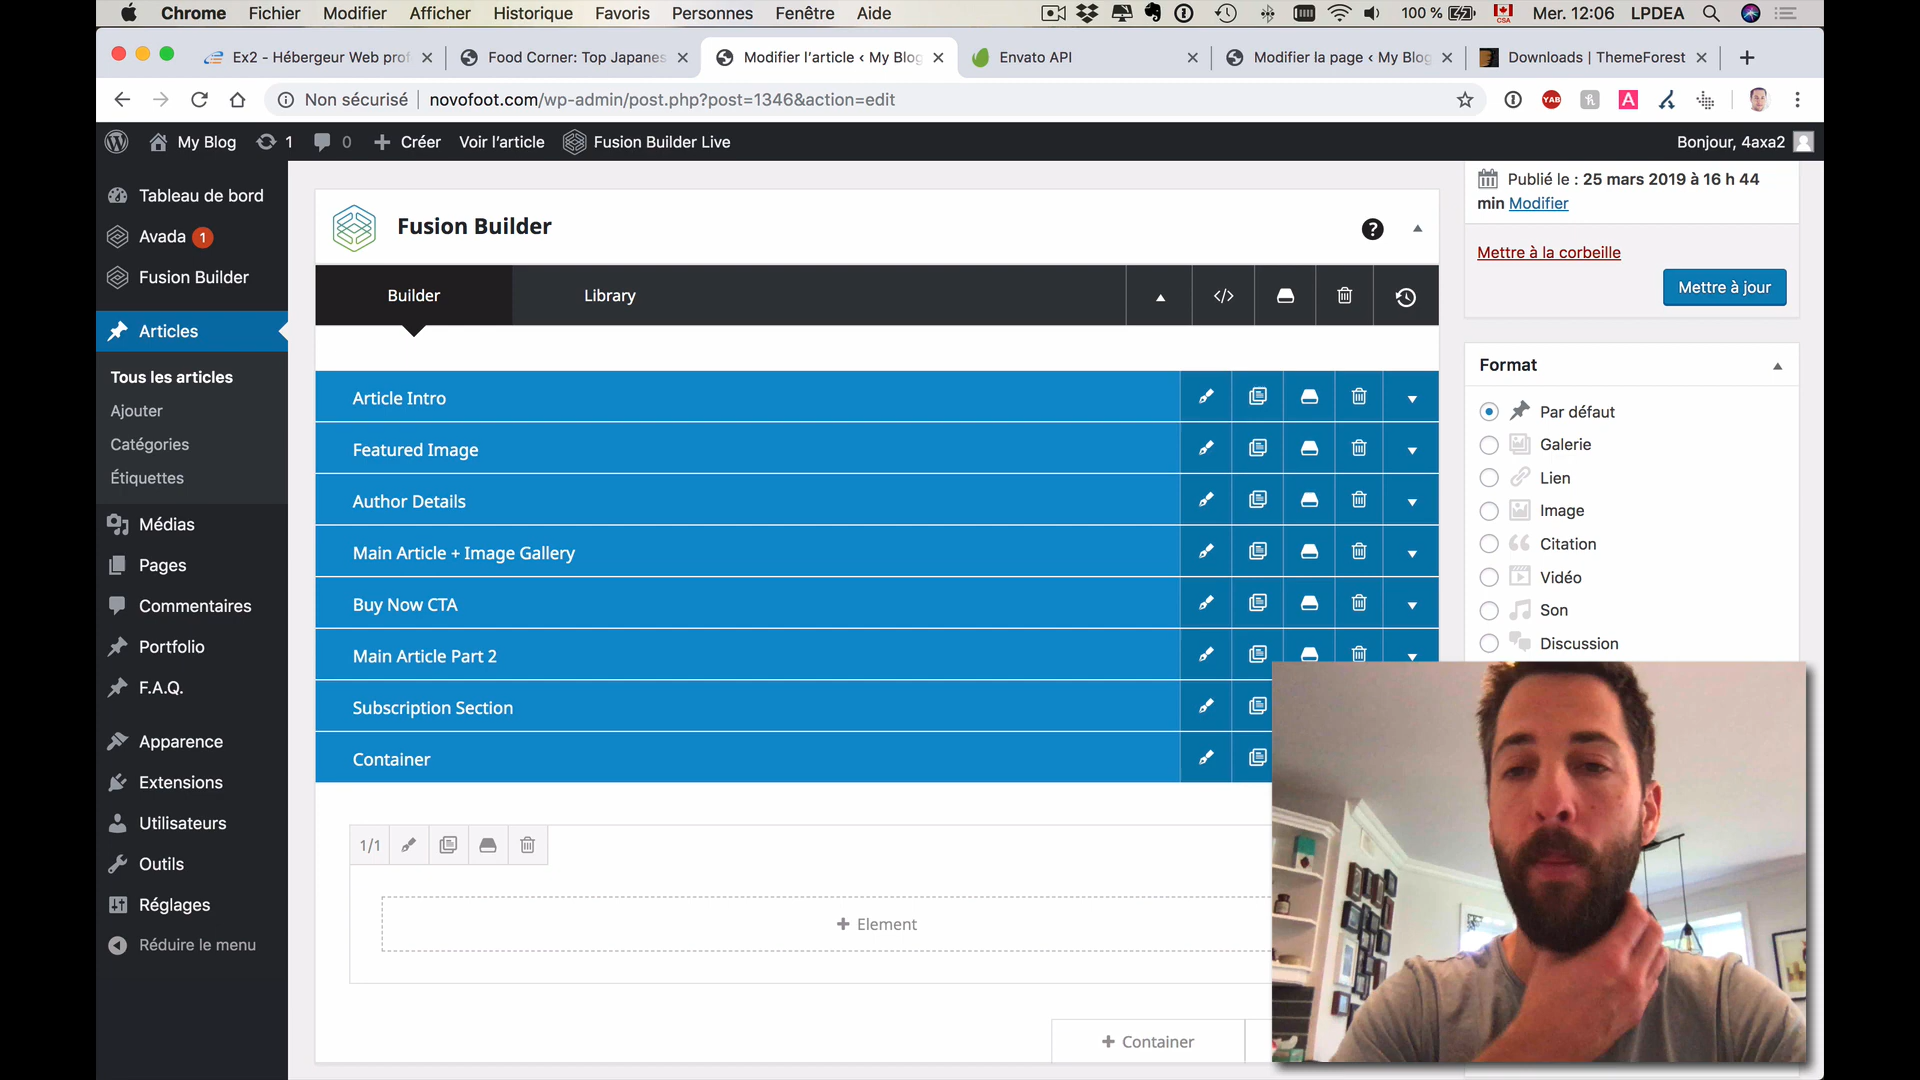 Chrome Fichier Modifier Afficher Historique Favoris Personnes Fenêtre Aide 100 % CSA Mer. 12:06 LPDEA
Ex2 - Hébergeur Web prof
Food Corner: Top Japanes
Modifier l'article ‹ My Blog
Envato API
Modifier la page ‹ My Blog
Downloads | ThemeForest
Non sécurisé novofoot.com/wp-admin/post.php?post=1346&action=edit
YAB
A
My Blog 1 0 Créer Voir l'article Fusion Builder Live Bonjour, 4axa2
Tableau de bord
Avada 1
Fusion Builder
Articles
Tous les articles
Ajouter
Catégories
Étiquettes
Médias
Pages
Commentaires
Portfolio
F.A.Q.
Apparence
Extensions
Utilisateurs
Outils
Réglages
Réduire le menu
Fusion Builder
?
Builder Library </>
Article Intro
Featured Image
Author Details
Main Article + Image Gallery
Buy Now CTA
Main Article Part 2
Subscription Section
Container
1/1
+ Element
+ Container
Publié le : 25 mars 2019 à 16 h 44
min Modifier
Mettre à la corbeille
Mettre à jour
Format
Par défaut
Galerie
Lien
Image
Citation
Vidéo
Son
Discussion